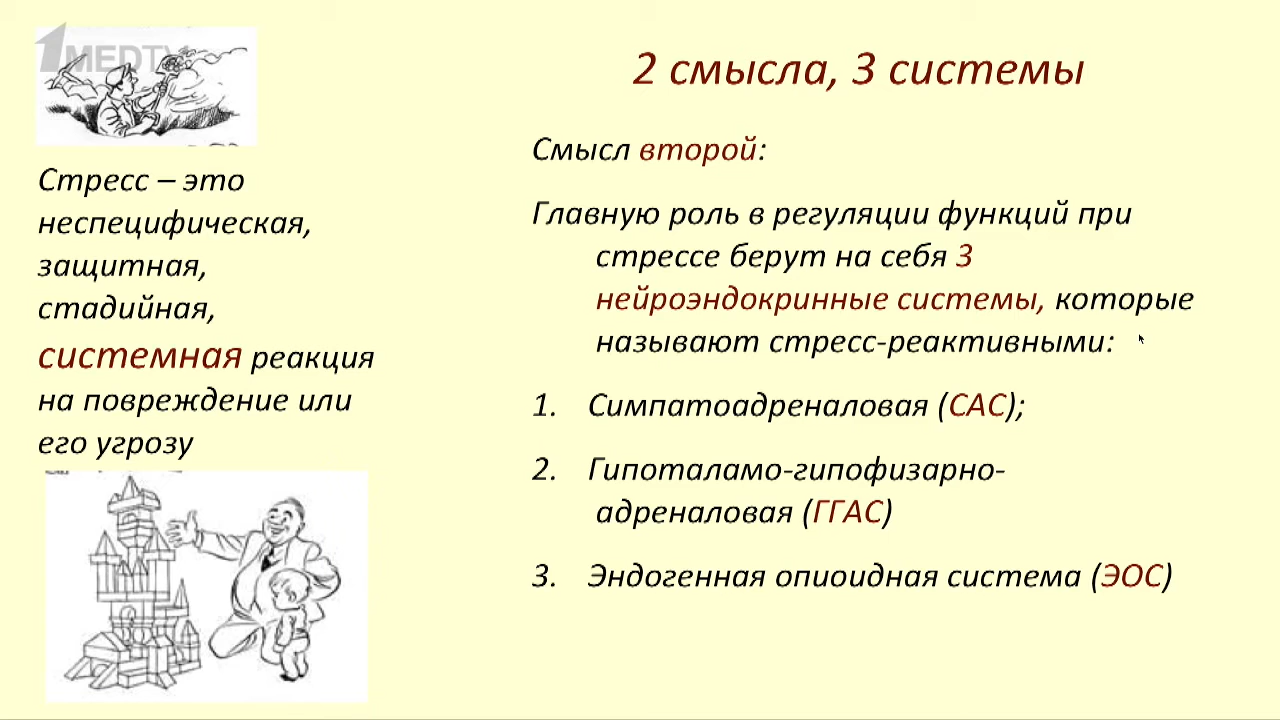 1MEDTV
2 смысла, 3 системы
Стресс – это
неспецифическая,
защитная,
стадийная,
системная реакция
на повреждение или
его угрозу
Смысл второй:
Главную роль в регуляции функций при
стрессе берут на себя 3
нейроэндокринные системы, которые
называют стресс-реактивными:
1. Симпатоадреналовая (САС);
2. Гипоталамо-гипофизарно-
адреналовая (ГГАС)
3. Эндогенная опиоидная система (ЭОС)